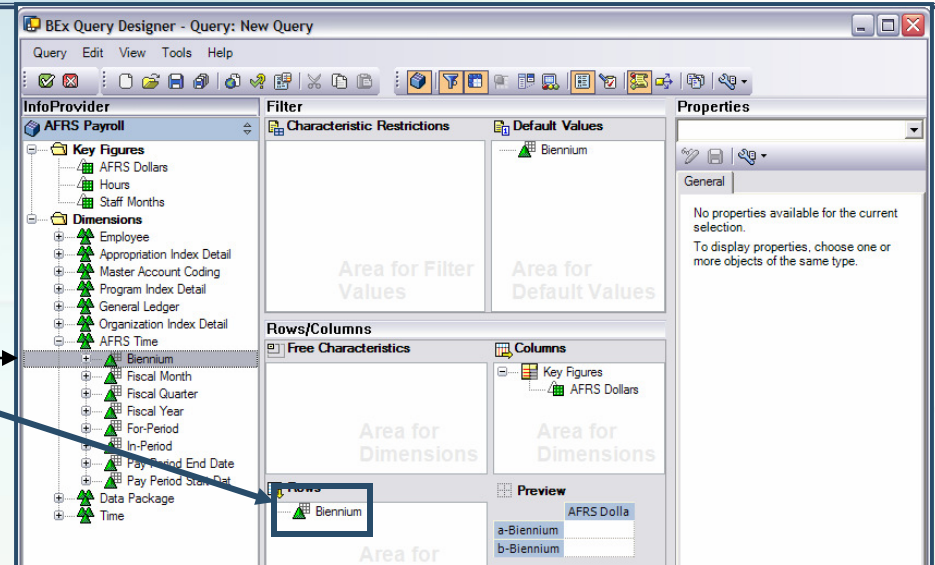 BEx Query Designer - Query: New Query
Query Edit View Tools Help
InfoProvider
AFRS Payroll
Key Figures
AFRS Dollars
Hours
Staff Months
Dimensions
Employee
Appropriation Index Detail
Master Account Coding
Program Index Detail
General Ledger
Organization Index Detail
AFRS Time
Biennium
Fiscal Month
Fiscal Quarter
Fiscal Year
For-Period
In-Period
Pay Period End Date
Pay Period Start Dat
Data Package
Time
Filter
Characteristic Restrictions
Area for Filter
Values
Default Values
Biennium
Area for
Default Values
Rows/Columns
Free Characteristics
Area for
Dimensions
Columns
Key Figures
AFRS Dollars
Area for
Dimensions
Rows
Biennium
Area for
Preview
AFRS Dolla
a-Biennium
b-Biennium
Properties
General
No properties available for the current
selection.
To display properties, choose one or
more objects of the same type.